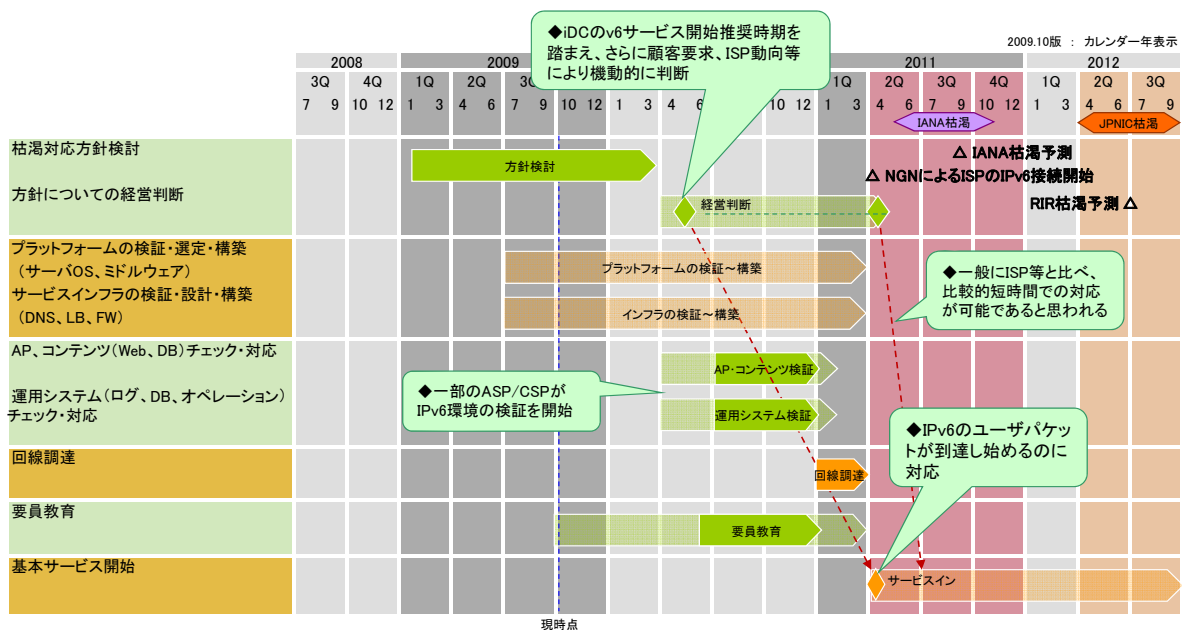 ◆iDCのv6サービス開始推奨時期を
踏まえ、さらに顧客要求、ISP動向等
により機動的に判断
2009.10版 ： カレンダー年表示
2008 2009 2011 2012
3Q 4Q 1Q 2Q 3Q 1Q 2Q 3Q 4Q 1Q 2Q 3Q
7 9 10 12 1 3 4 6 7 9 10 12 1 3 4 6 7 9 10 12 1 3 4 6 7 9 10 12 1 3 4 6 7 9
IANA枯渇 JPNIC枯渇
枯渇対応方針検討
方針検討
△ IANA枯渇予測
△ NGNによるISPのIPv6接続開始
方針についての経営判断
経営判断
RIR枯渇予測 △
プラットフォームの検証・選定・構築
（サーバOS、ミドルウェア）
プラットフォームの検証～構築
サービスインフラの検証・設計・構築
（DNS、LB、FW）
インフラの検証～構築
◆一般にISP等と比べ、
比較的短時間での対応
が可能であると思われる
AP、コンテンツ（Web、DB）チェック・対応
AP・コンテンツ検証
運用システム（ログ、DB、オペレーション）
チェック・対応
運用システム検証
◆一部のASP/CSPが
IPv6環境の検証を開始
◆IPv6のユーザパケッ
トが到達し始めるのに
対応
回線調達
回線調達
要員教育
要員教育
基本サービス開始
サービスイン
現時点